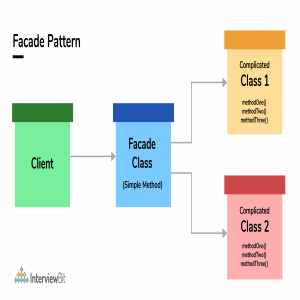 Facade Pattern
Client
Facade
Class
(Simple Method)
Complicated
Class 1
methodOne()
methodTwo()
methodThree()
Complicated
Class 2
methodOne()
methodTwo()
methodThree()
InterviewBit